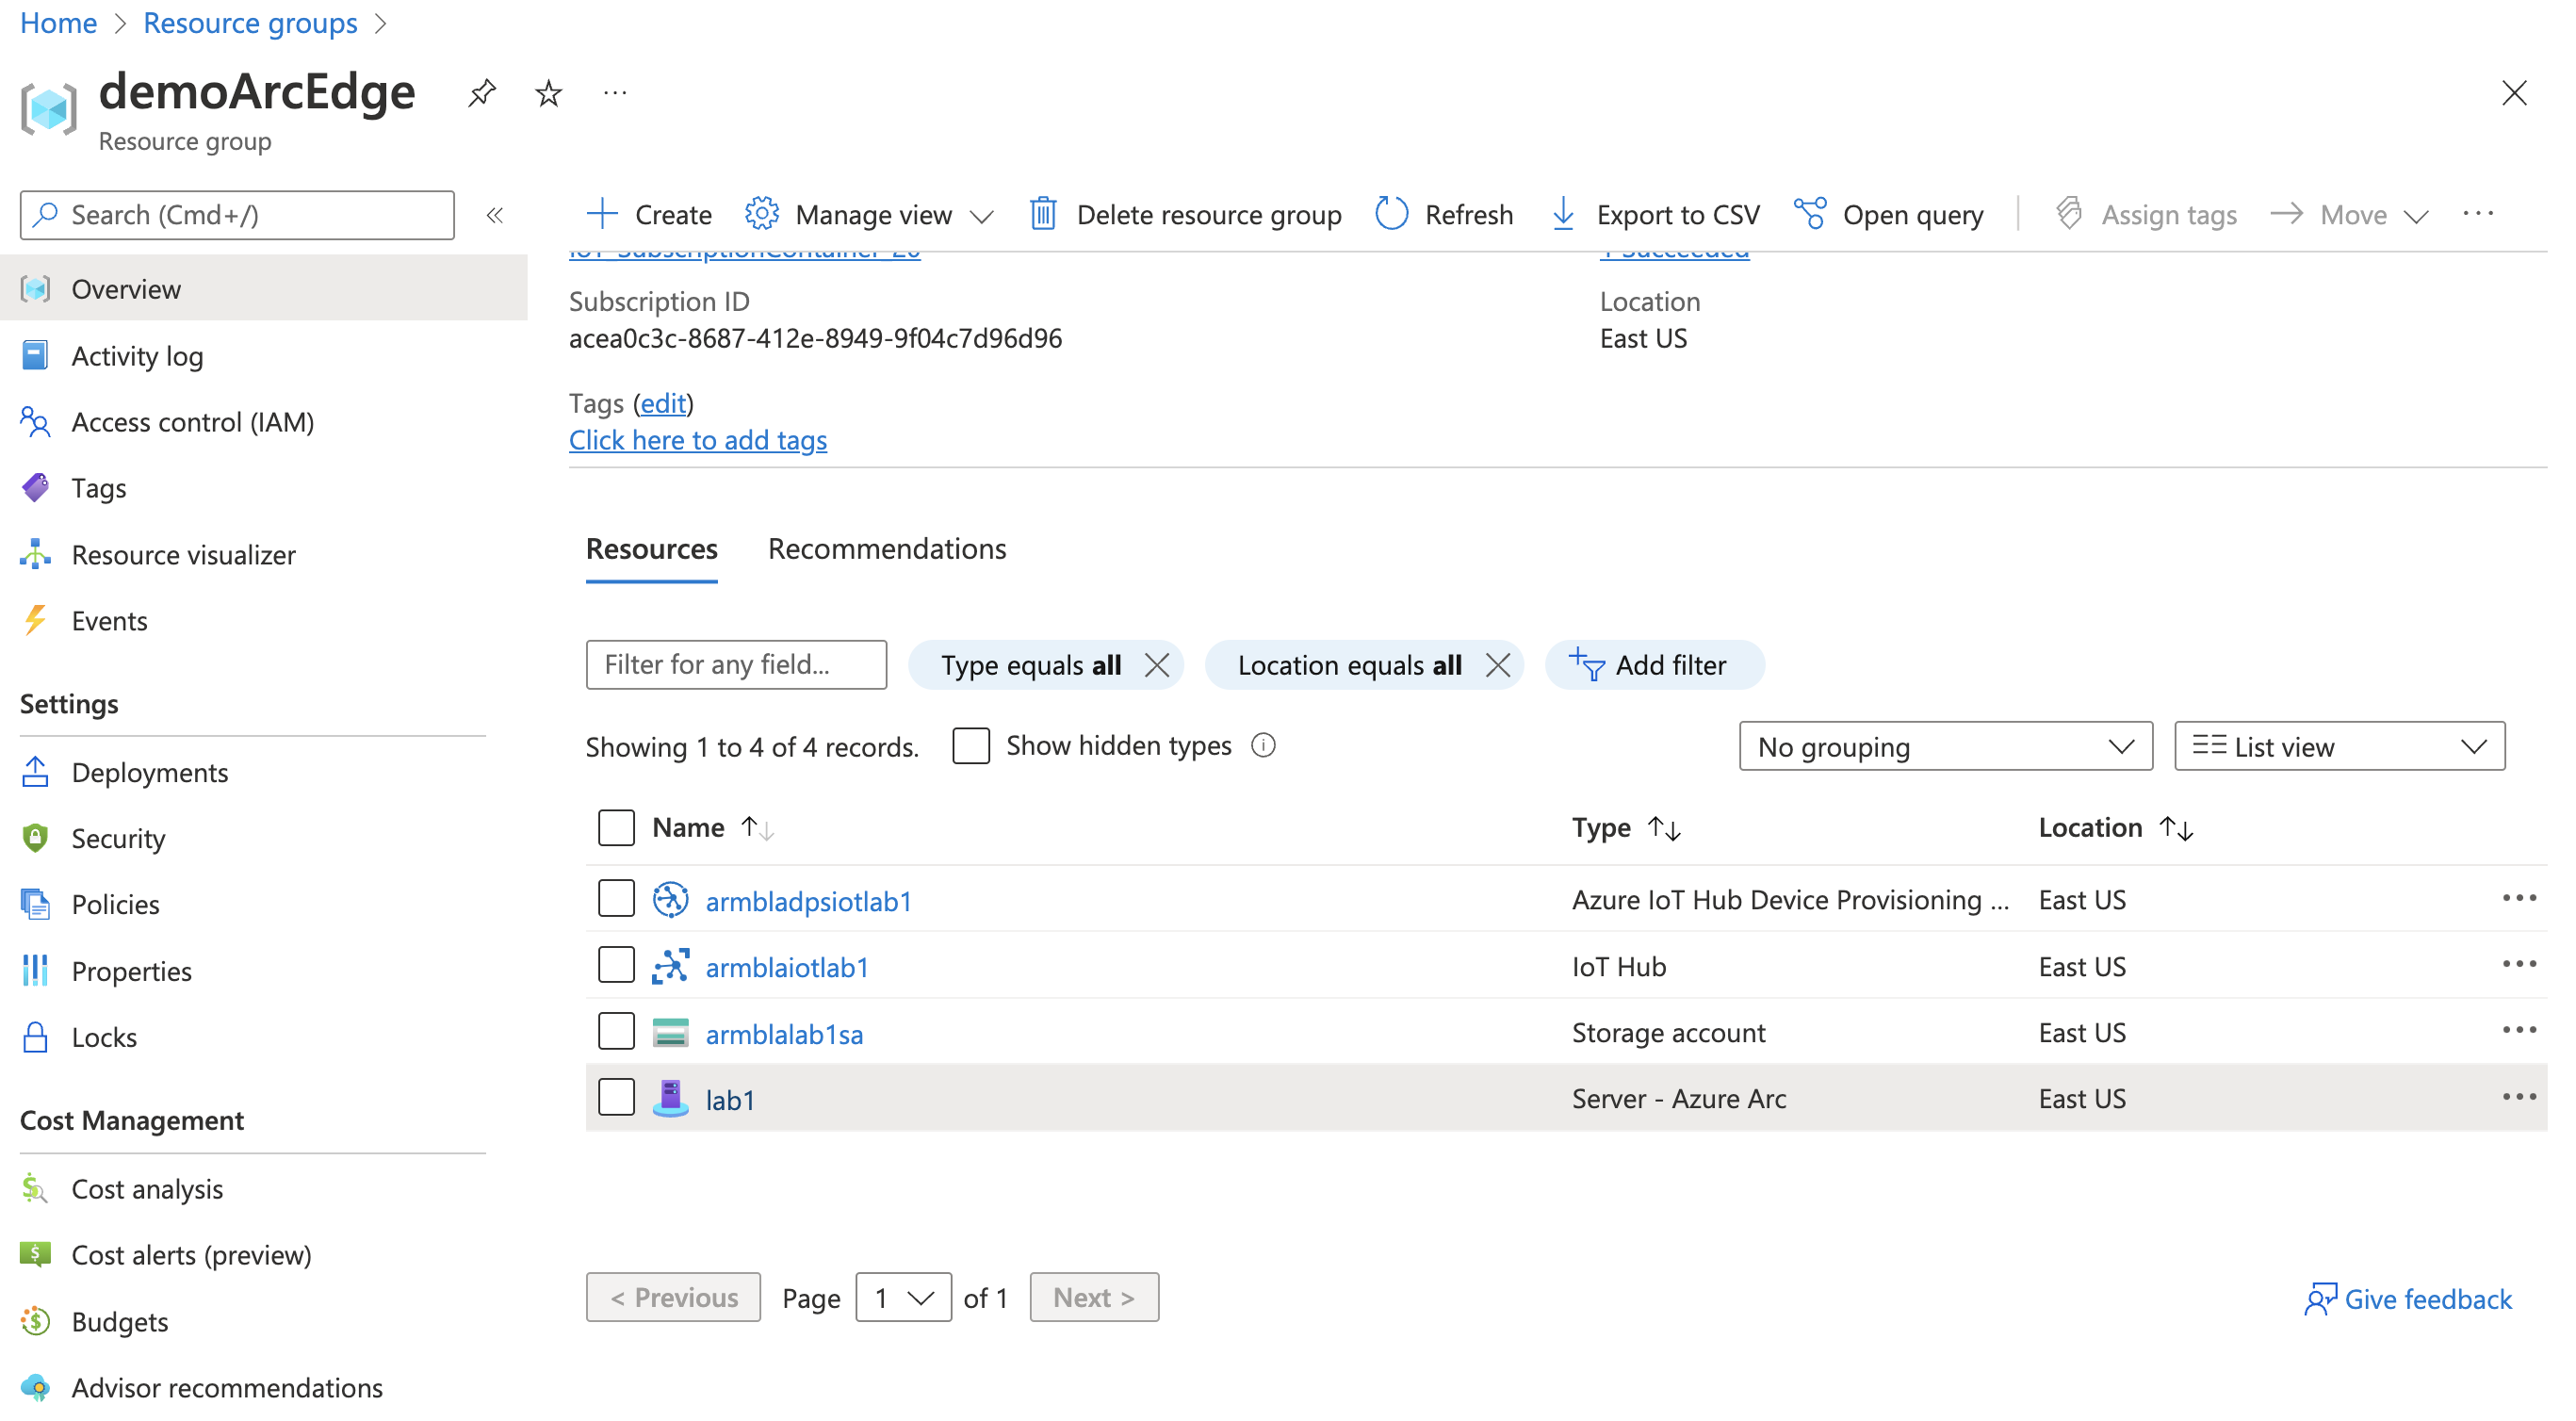 Home > Resource groups >
demoArcEdge ...
Resource group
Search (Cmd+/) «
Create Manage view Delete resource group Refresh Export to CSV Open query Assign tags Move ...
Overview
Activity log
Access control (IAM)
Tags
Resource visualizer
Events
Settings
Deployments
Security
Policies
Properties
Locks
Cost Management
Cost analysis
Cost alerts (preview)
Budgets
Advisor recommendations
IoT_SubscriptionContainer_20 1 Succeeded
Subscription ID Location
acea0c3c-8687-412e-8949-9f04c7d96d96 East US
Tags (edit)
Click here to add tags
Resources Recommendations
Filter for any field... Type equals all Location equals all Add filter
Showing 1 to 4 of 4 records. Show hidden types No grouping List view
Name ↑↓ Type ↑↓ Location ↑↓
armbladpsiotlab1 Azure IoT Hub Device Provisioning ... East US ...
armblaiotlab1 IoT Hub East US ...
armblalab1sa Storage account East US ...
lab1 Server - Azure Arc East US ...
< Previous Page 1 of 1 Next >
Give feedback